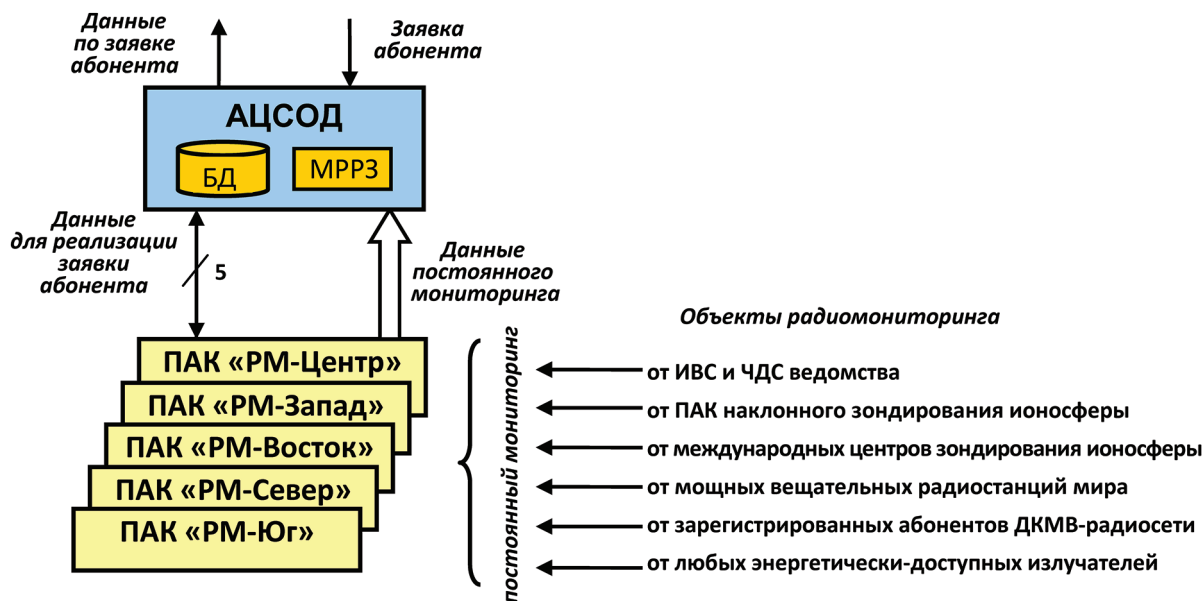 Данные
по заявке
абонента
Заявка
абонента
АЦСОД
БД
МРРЗ
Данные
для реализации
заявки
абонента
5
Данные
постоянного
мониторинга
Объекты радиомониторинга
ПАК «РМ-Центр»
ПАК «РМ-Запад»
ПАК «РМ-Восток»
ПАК «РМ-Север»
ПАК «РМ-Юг»
постоянный мониторинг
от ИВС и ЧДС ведомства
от ПАК наклонного зондирования ионосферы
от международных центров зондирования ионосферы
от мощных вещательных радиостанций мира
от зарегистрированных абонентов ДКМВ-радиосети
от любых энергетически-доступных излучателей